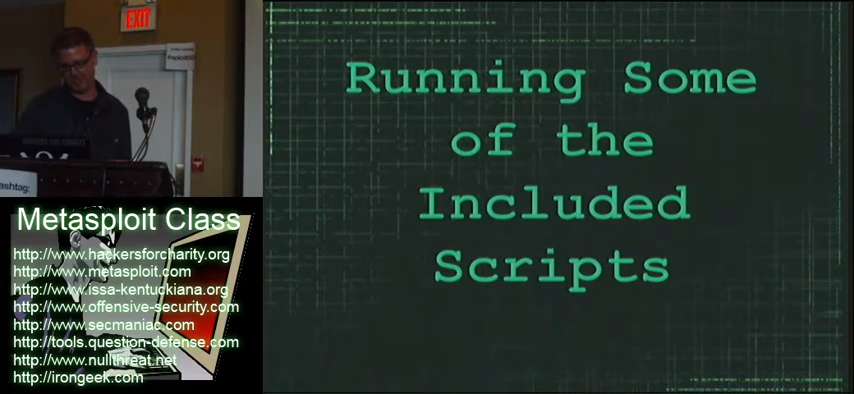 EXIT
ashtag:
Metasploit Class
http://www.hackersforcharity.org
http://www.metasploit.com
http://www.issa-kentuckiana.org
http://www.offensive-security.com
http://www.secmaniac.com
http://tools.question-defense.com
http://www.nullthreat.net
http://irongeek.com
Running Some
of the
Included
Scripts